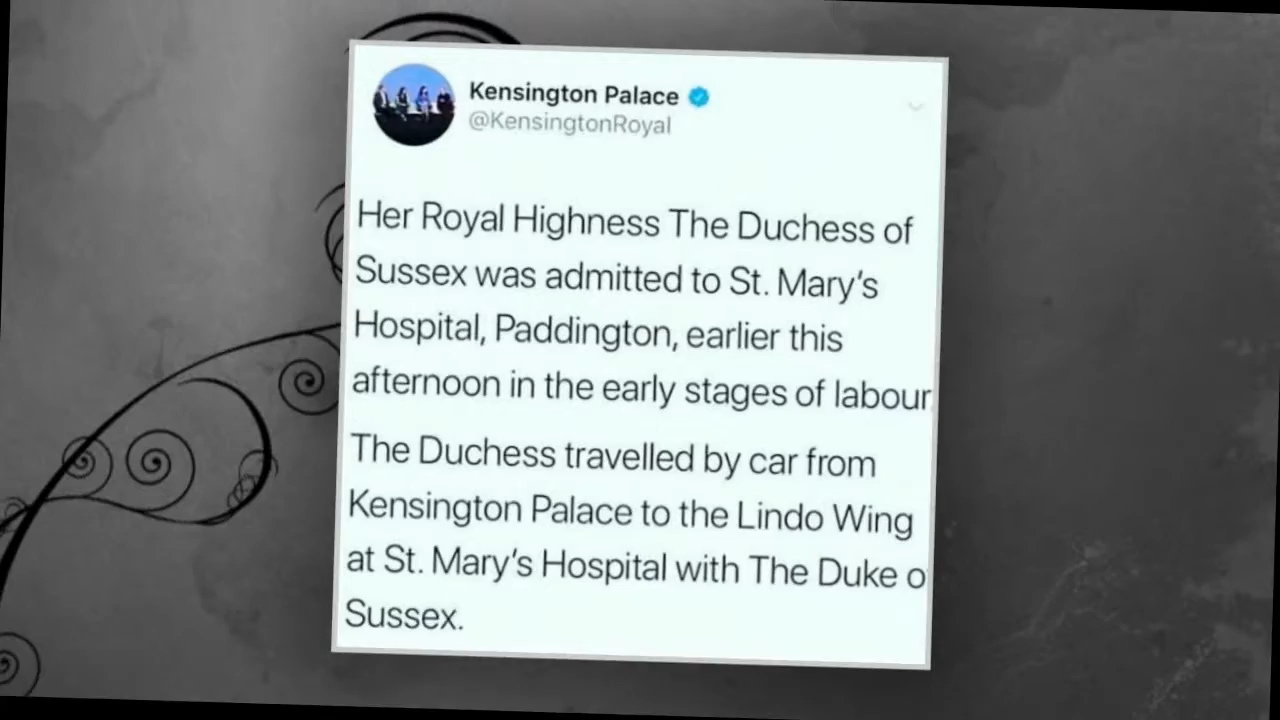 Kensington Palace
@KensingtonRoyal
Her Royal Highness The Duchess of
Sussex was admitted to St. Mary's
Hospital, Paddington, earlier this
afternoon in the early stages of labour
The Duchess travelled by car from
Kensington Palace to the Lindo Wing
at St. Mary's Hospital with The Duke o
Sussex.